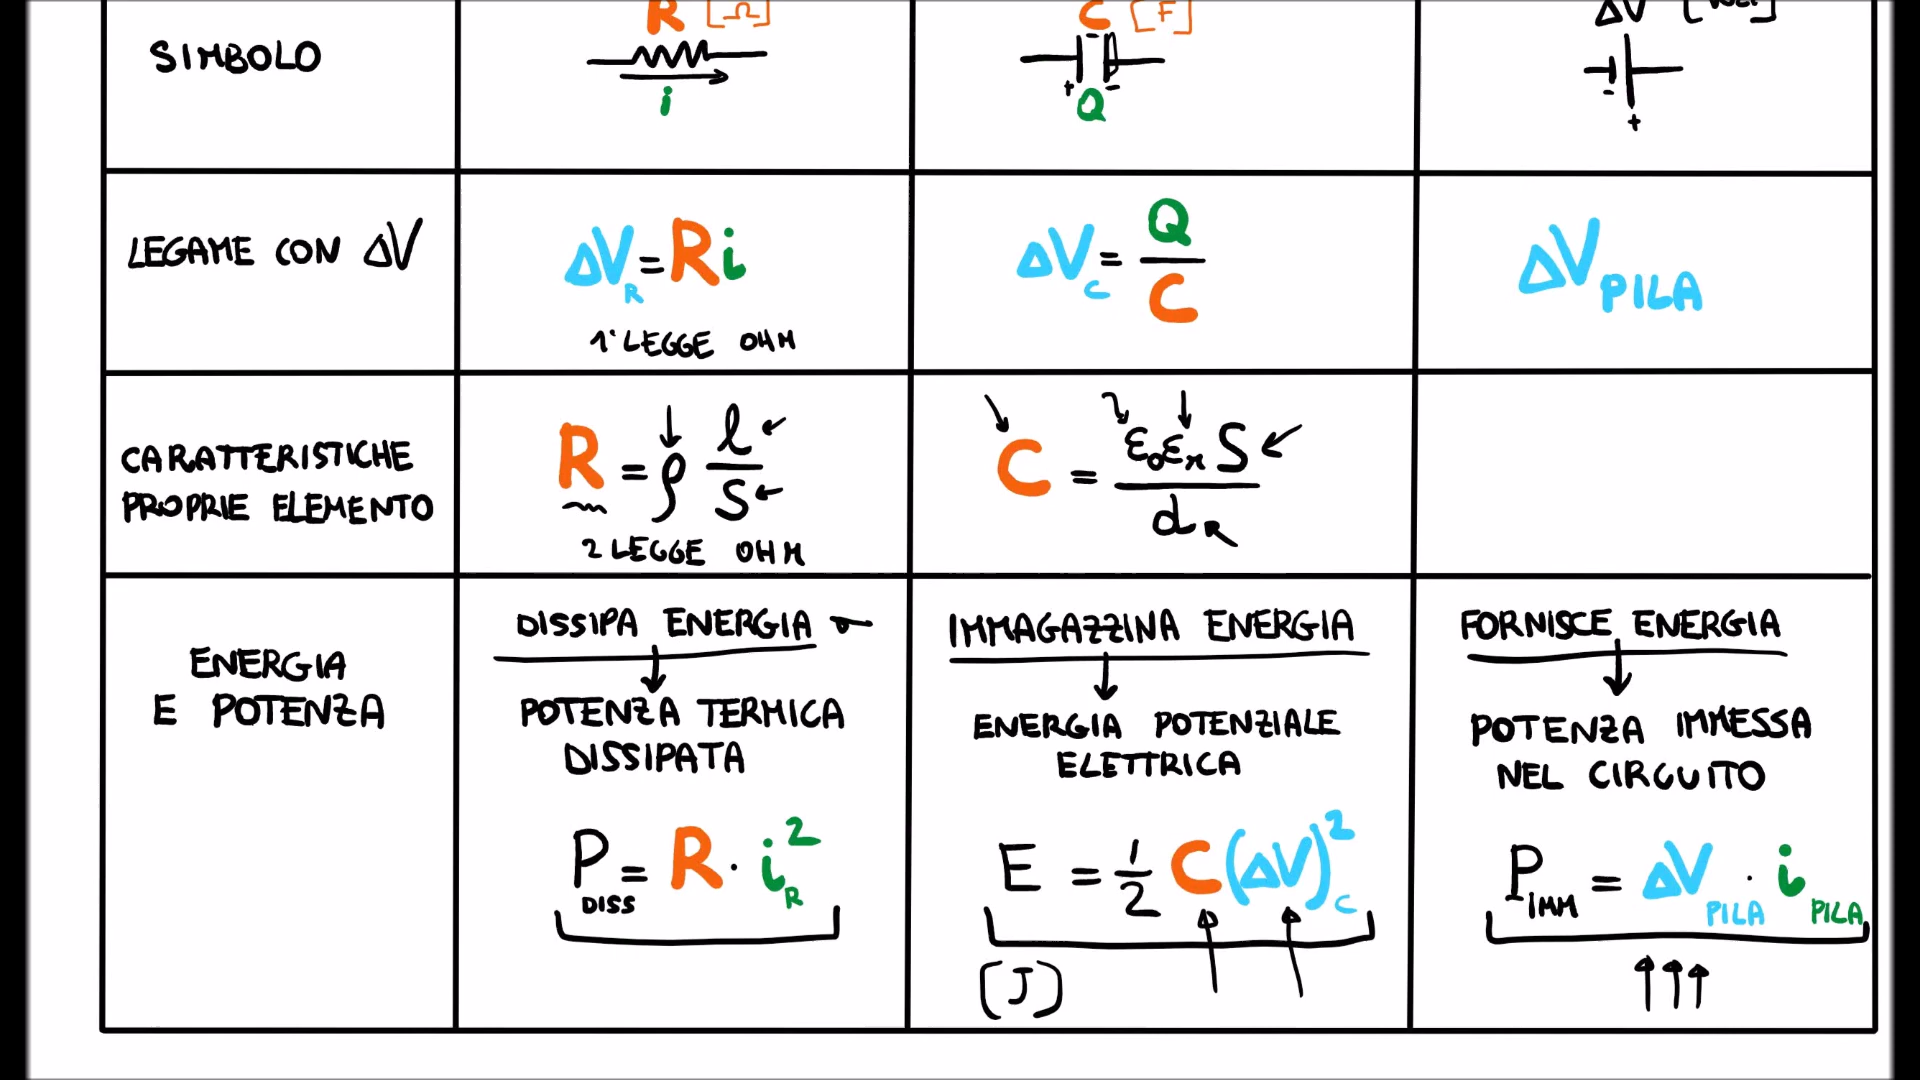 R [Ω]
C [F]
ΔV [Volt]
SIMBOLO
i
+ -
Q
-
+
LEGAME CON ΔV
ΔV_R = Ri
1° LEGGE OHM
ΔV_C = Q/C
ΔV_PILA
CARATTERISTICHE
PROPRIE ELEMENTO
R = ρ l/S
2 LEGGE OHM
C = ε₀εᵣS/d
ENERGIA
E POTENZA
DISSIPA ENERGIA
POTENZA TERMICA
DISSIPATA
P_DISS = R · i_R²
IMMAGAZZINA ENERGIA
ENERGIA POTENZIALE
ELETTRICA
E = 1/2 C(ΔV)_C²
[J]
FORNISCE ENERGIA
POTENZA IMMESSA
NEL CIRCUITO
P_IMM = ΔV_PILA · i_PILA